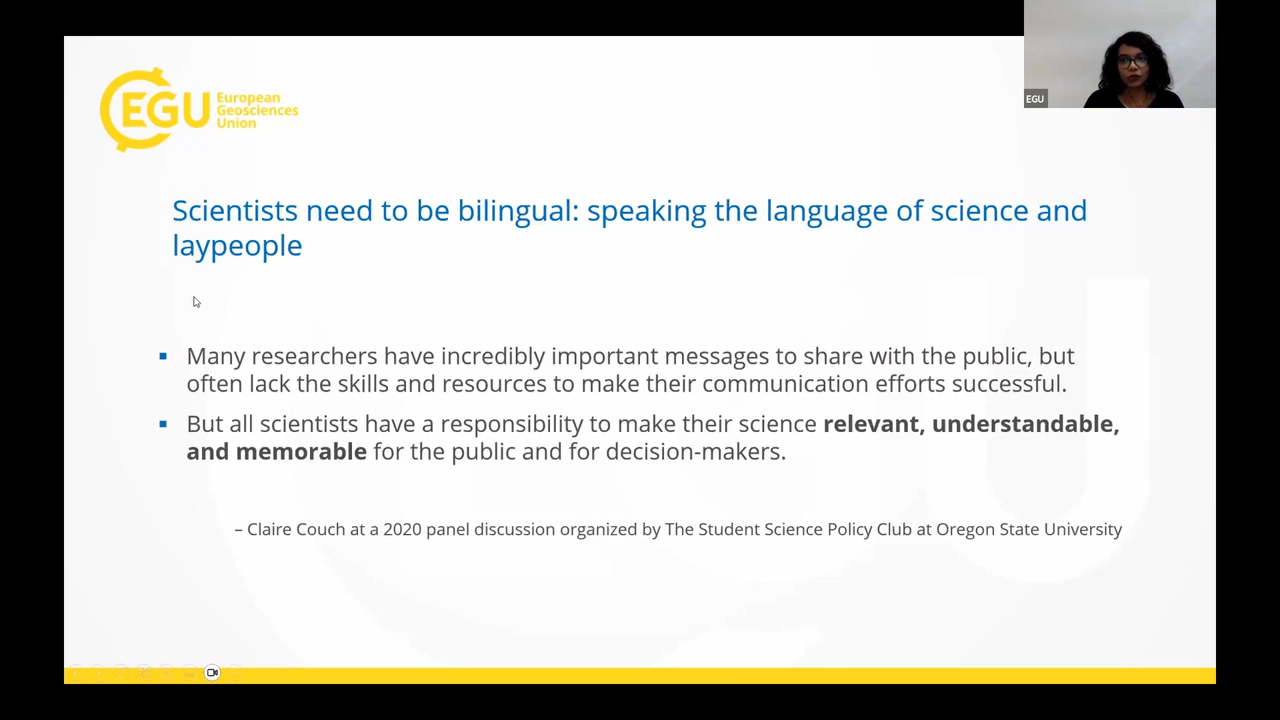 EGU
European
Geosciences
Union
EGU
Scientists need to be bilingual: speaking the language of science and
laypeople
▪ Many researchers have incredibly important messages to share with the public, but
often lack the skills and resources to make their communication efforts successful.
▪ But all scientists have a responsibility to make their science relevant, understandable,
and memorable for the public and for decision-makers.
– Claire Couch at a 2020 panel discussion organized by The Student Science Policy Club at Oregon State University